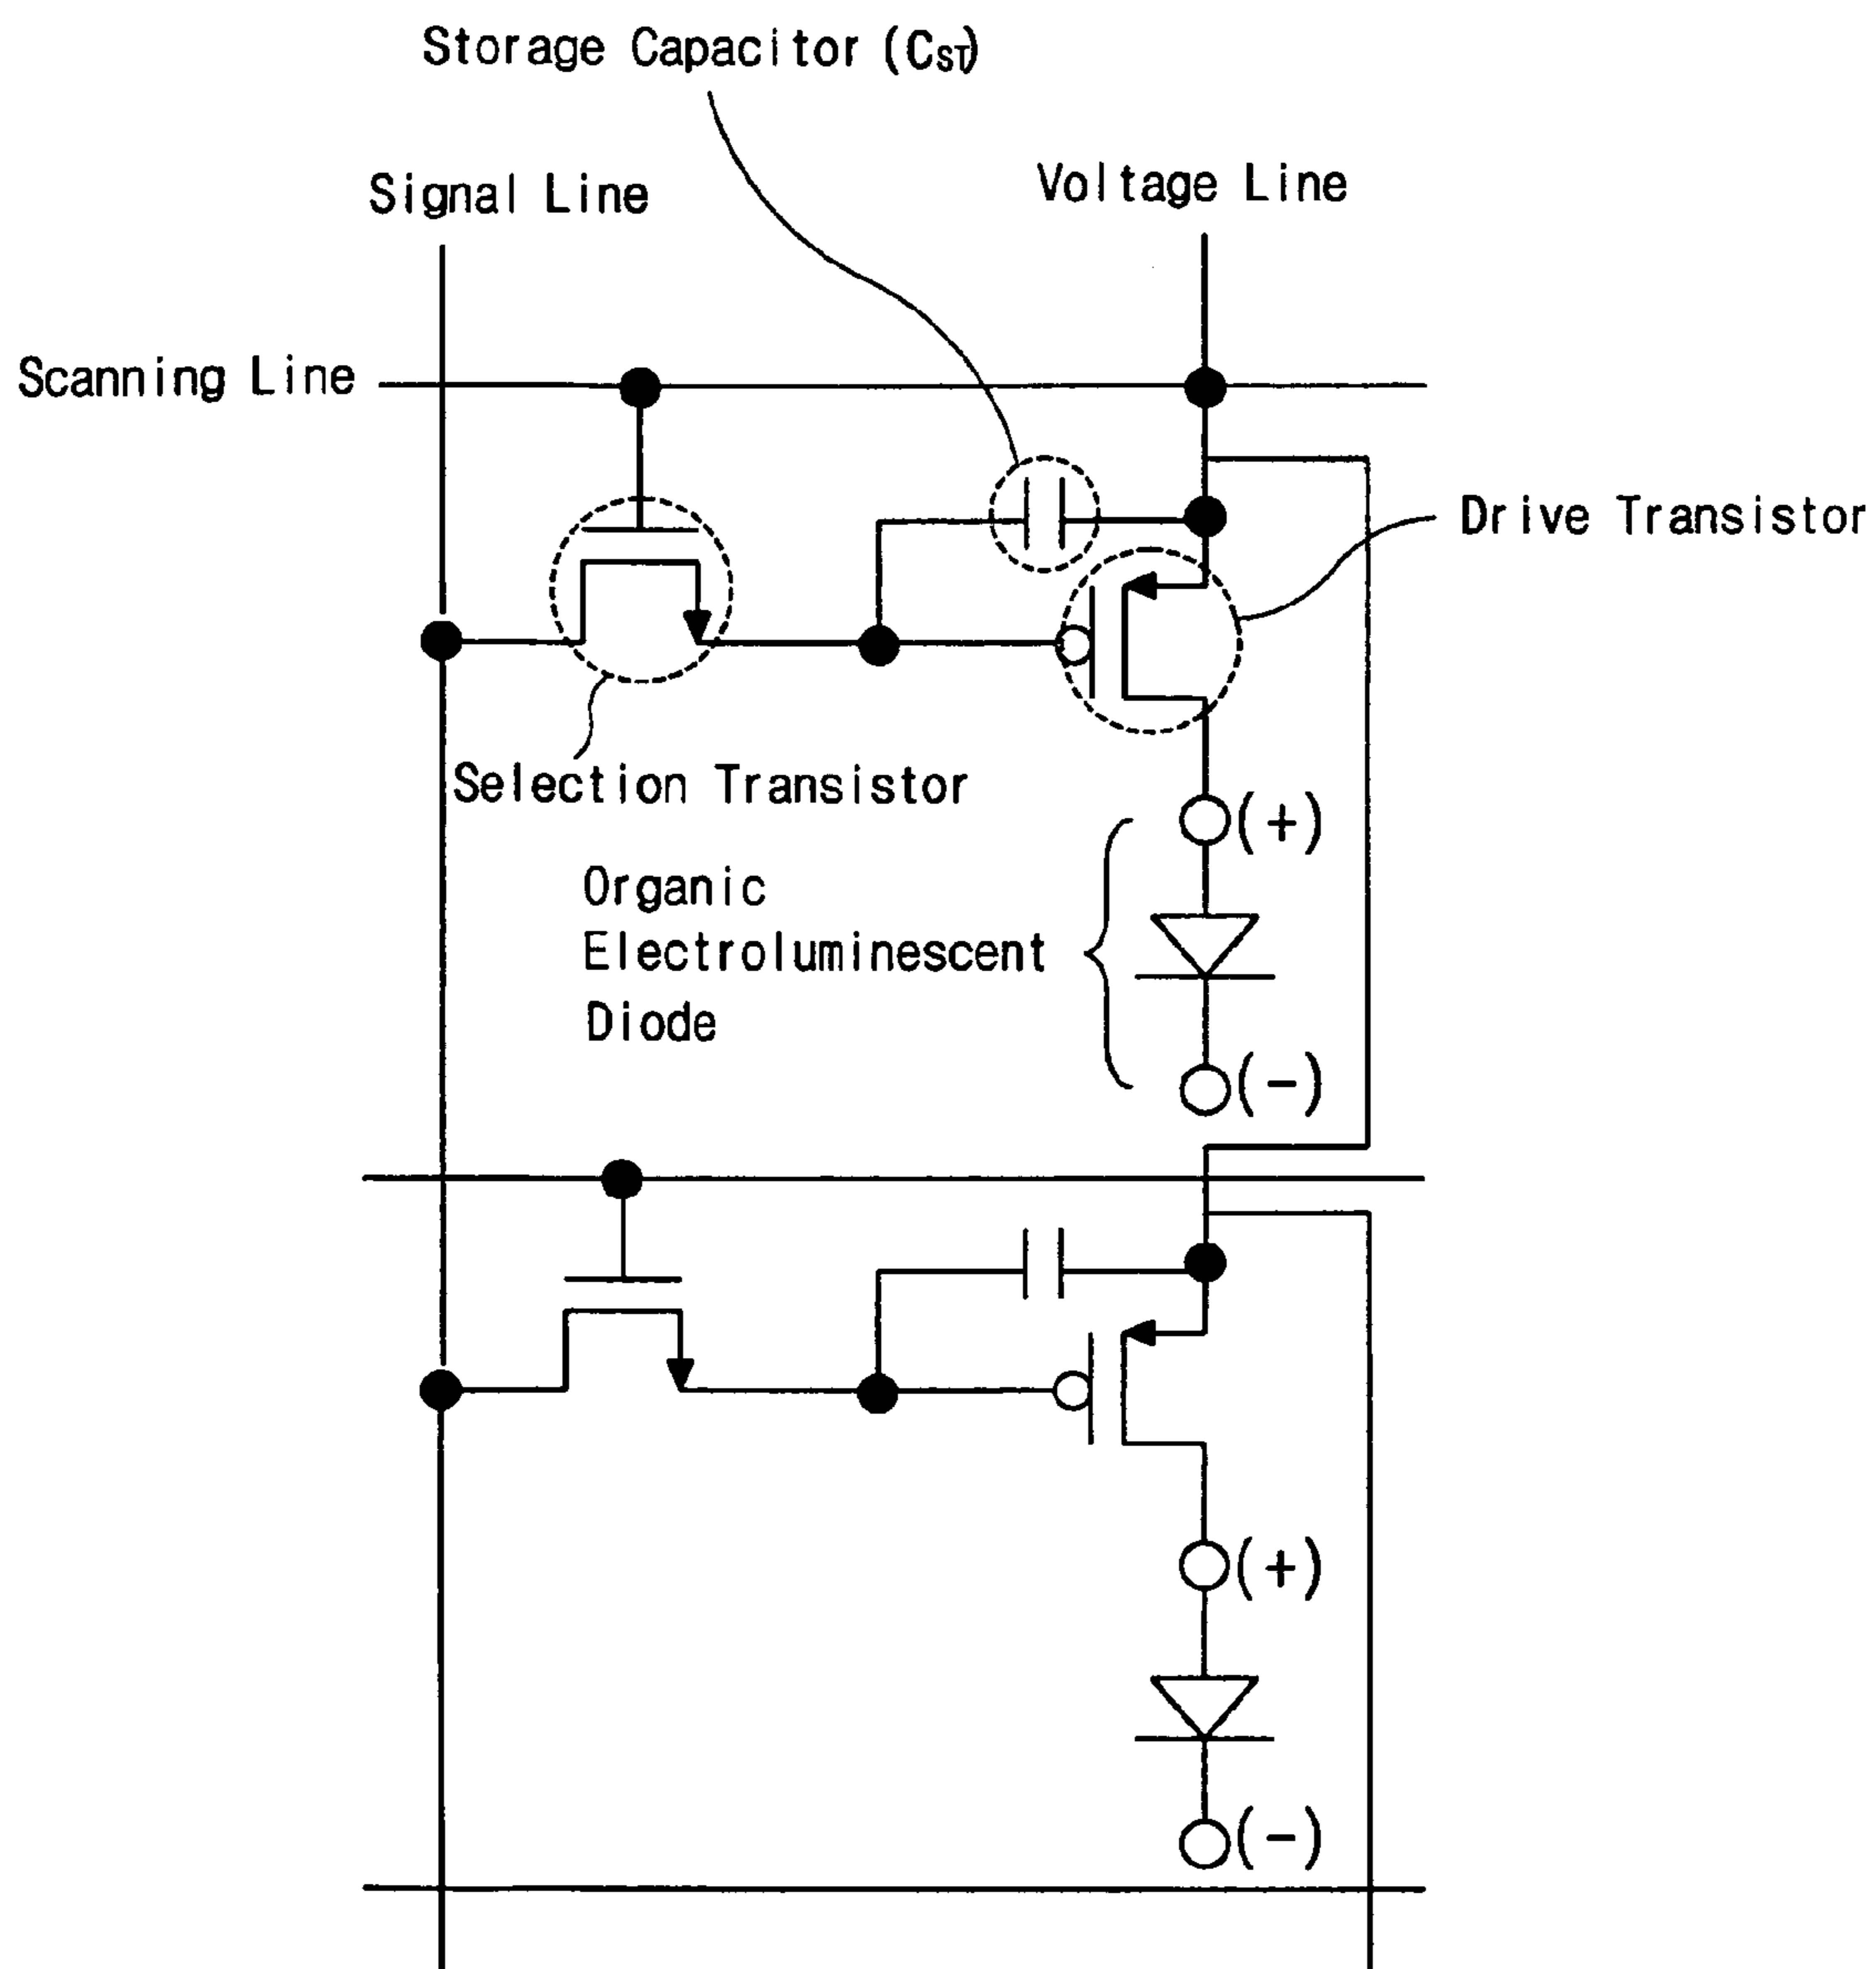 Storage Capacitor (CST)
Signal Line
Voltage Line
Scanning Line
Drive Transistor
Selection Transistor
(+)
Organic
Electroluminescent
Diode
(-)
(+)
(-)